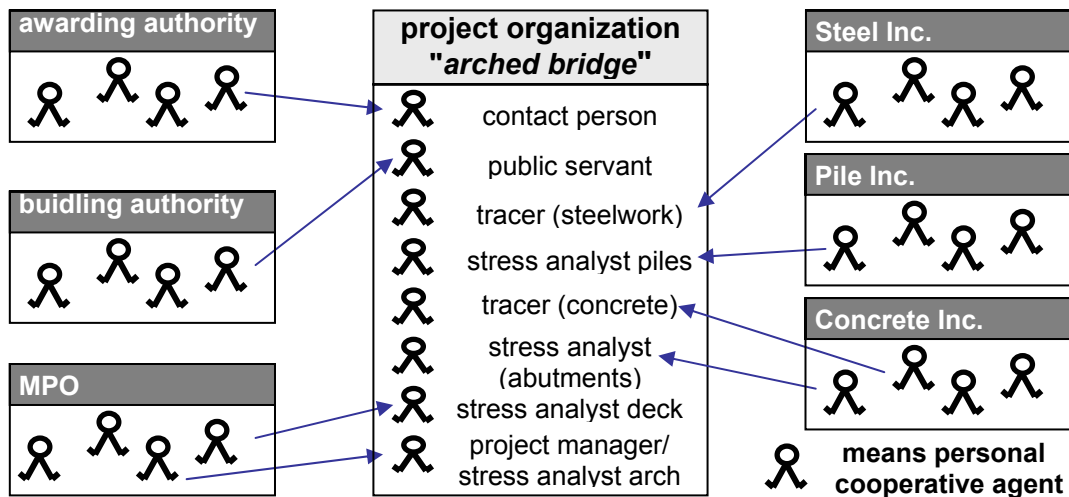 awarding authority
buidling authority
MPO
project organization
"arched bridge"
contact person
public servant
tracer (steelwork)
stress analyst piles
tracer (concrete)
stress analyst
(abutments)
stress analyst deck
project manager/
stress analyst arch
Steel Inc.
Pile Inc.
Concrete Inc.
means personal
cooperative agent